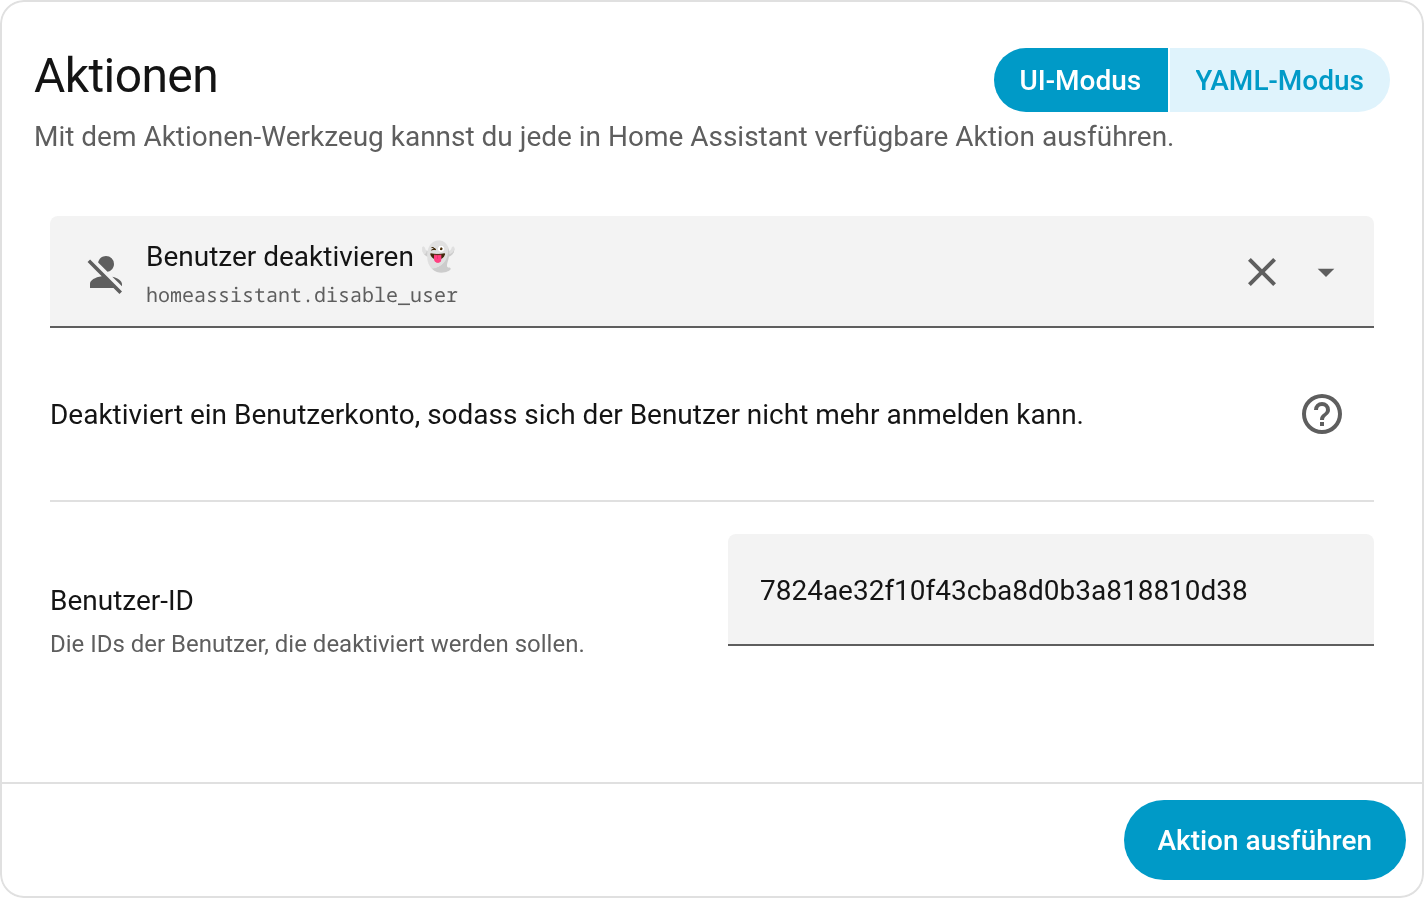 Aktionen
UI-Modus
YAML-Modus
Mit dem Aktionen-Werkzeug kannst du jede in Home Assistant verfügbare Aktion ausführen.
Benutzer deaktivieren 👻
homeassistant.disable_user
Deaktiviert ein Benutzerkonto, sodass sich der Benutzer nicht mehr anmelden kann.
Benutzer-ID
Die IDs der Benutzer, die deaktiviert werden sollen.
7824ae32f10f43cba8d0b3a818810d38
Aktion ausführen